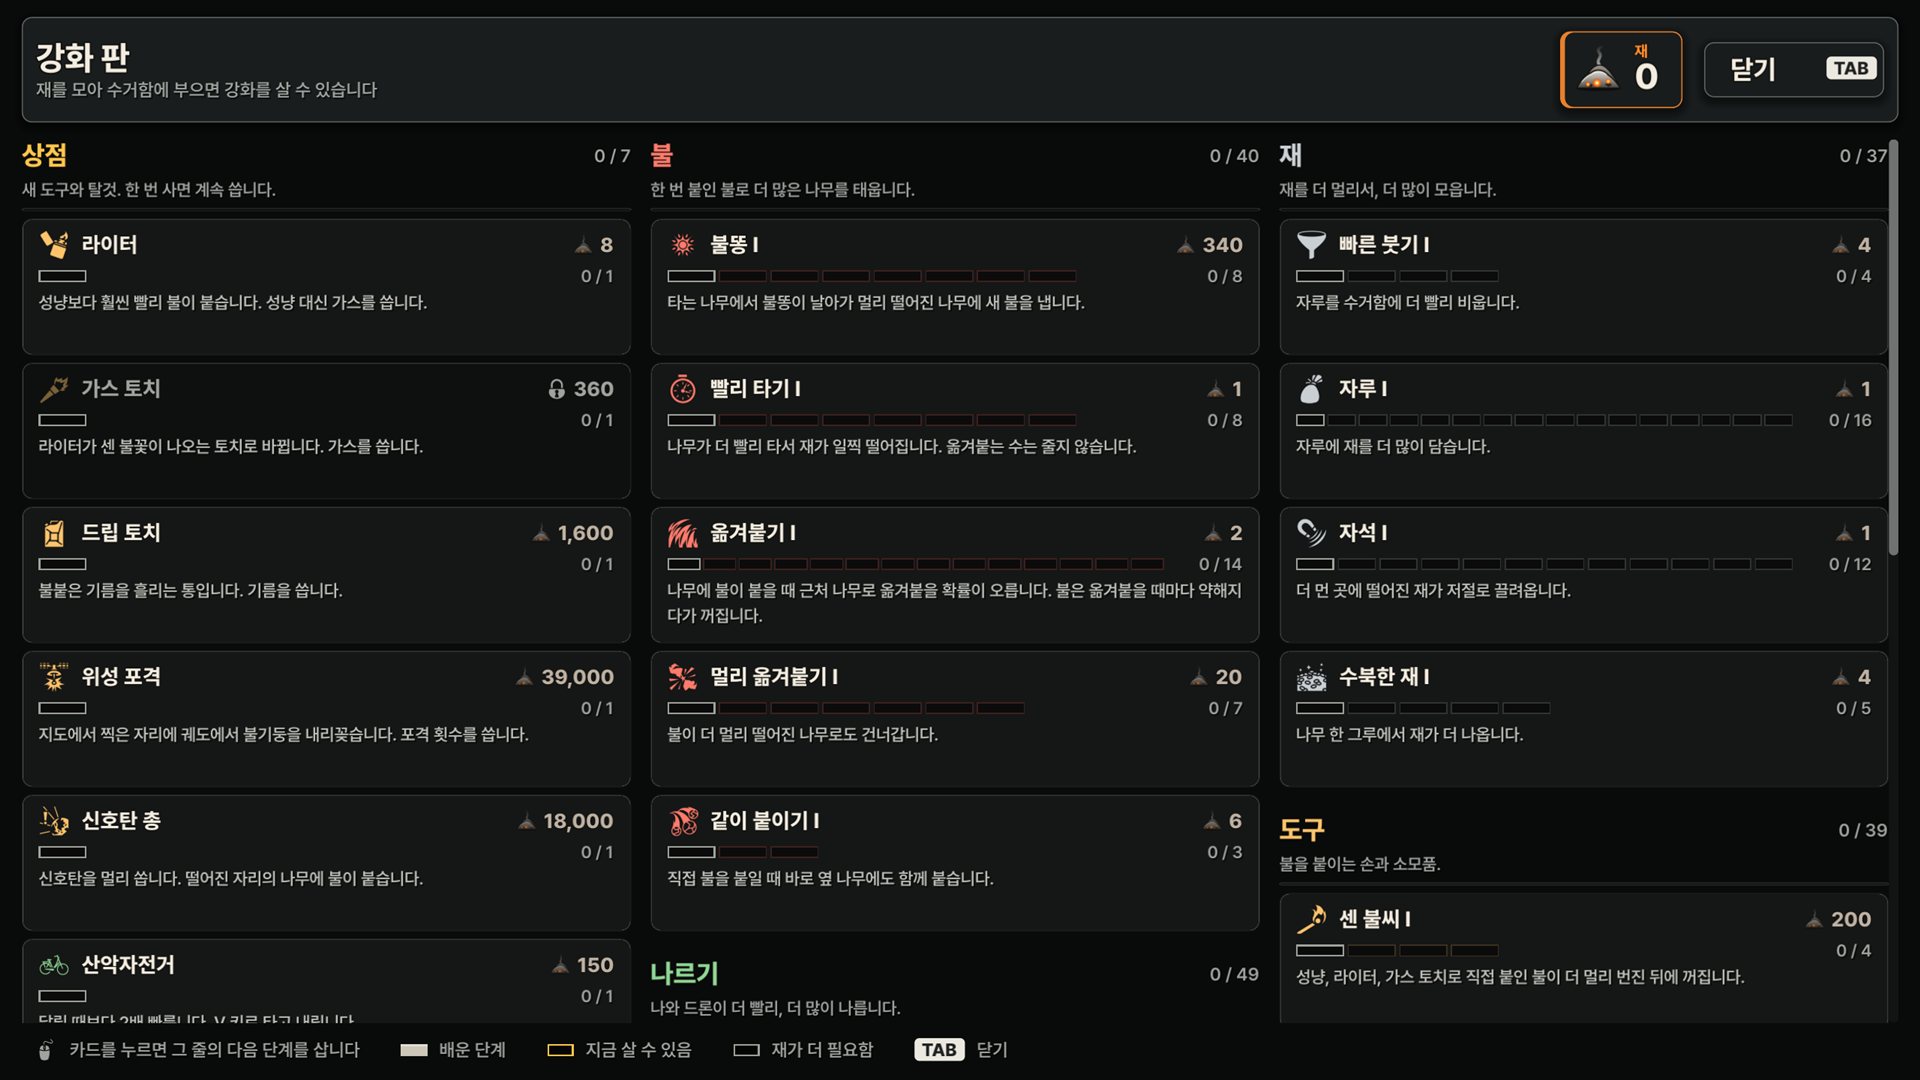 강화 판
재를 모아 수거함에 부으면 강화를 살 수 있습니다
재
0
닫기 TAB
상점 0 / 7
새 도구와 탈것. 한 번 사면 계속 씁니다.
라이터 8
0 / 1
성냥보다 훨씬 빨리 불이 붙습니다. 성냥 대신 가스를 씁니다.
가스 토치 360
0 / 1
라이터가 센 불꽃이 나오는 토치로 바뀝니다. 가스를 씁니다.
드립 토치 1,600
0 / 1
불붙은 기름을 흘리는 통입니다. 기름을 씁니다.
위성 포격 39,000
0 / 1
지도에서 찍은 자리에 궤도에서 불기둥을 내리꽂습니다. 포격 횟수를 씁니다.
신호탄 총 18,000
0 / 1
신호탄을 멀리 쏩니다. 떨어진 자리의 나무에 불이 붙습니다.
산악자전거 150
0 / 1
달릴 때보다 2배 빠릅니다. V 키로 타고 내립니다.
불 0 / 40
한 번 붙인 불로 더 많은 나무를 태웁니다.
불똥 I 340
0 / 8
타는 나무에서 불똥이 날아가 멀리 떨어진 나무에 새 불을 냅니다.
빨리 타기 I 1
0 / 8
나무가 더 빨리 타서 재가 일찍 떨어집니다. 옮겨붙는 수는 줄지 않습니다.
옮겨붙기 I 2
0 / 14
나무에 불이 붙을 때 근처 나무로 옮겨붙을 확률이 오릅니다. 불은 옮겨붙을 때마다 약해지
다가 꺼집니다.
멀리 옮겨붙기 I 20
0 / 7
불이 더 멀리 떨어진 나무로도 건너갑니다.
같이 붙이기 I 6
0 / 3
직접 불을 붙일 때 바로 옆 나무에도 함께 붙습니다.
나르기 0 / 49
나와 드론이 더 빨리, 더 많이 나릅니다.
재 0 / 37
재를 더 멀리서, 더 많이 모읍니다.
빠른 붓기 I 4
0 / 4
자루를 수거함에 더 빨리 비웁니다.
자루 I 1
0 / 16
자루에 재를 더 많이 담습니다.
자석 I 1
0 / 12
더 먼 곳에 떨어진 재가 저절로 끌려옵니다.
수북한 재 I 4
0 / 5
나무 한 그루에서 재가 더 나옵니다.
도구 0 / 39
불을 붙이는 손과 소모품.
센 불씨 I 200
0 / 4
성냥, 라이터, 가스 토치로 직접 붙인 불이 더 멀리 번진 뒤에 꺼집니다.
카드를 누르면 그 줄의 다음 단계를 삽니다 배운 단계 지금 살 수 있음 재가 더 필요함 TAB 닫기